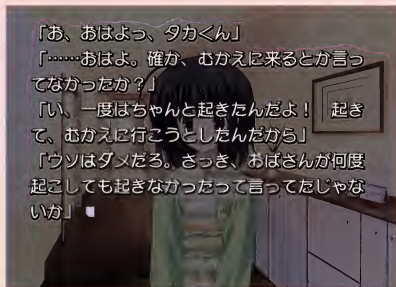 「お、おはよっ、タカくん」
「……おはよ。確か、むかえに来るとか言っ
てなかったか?」
「い、一度はちゃんと起きたんだよ!　起き
て、むかえに行こうとしたんだから」
「ウソはダメだろ。さっき、おばさんが何度
起こしても起きなかったって言ってたじゃな
いか」